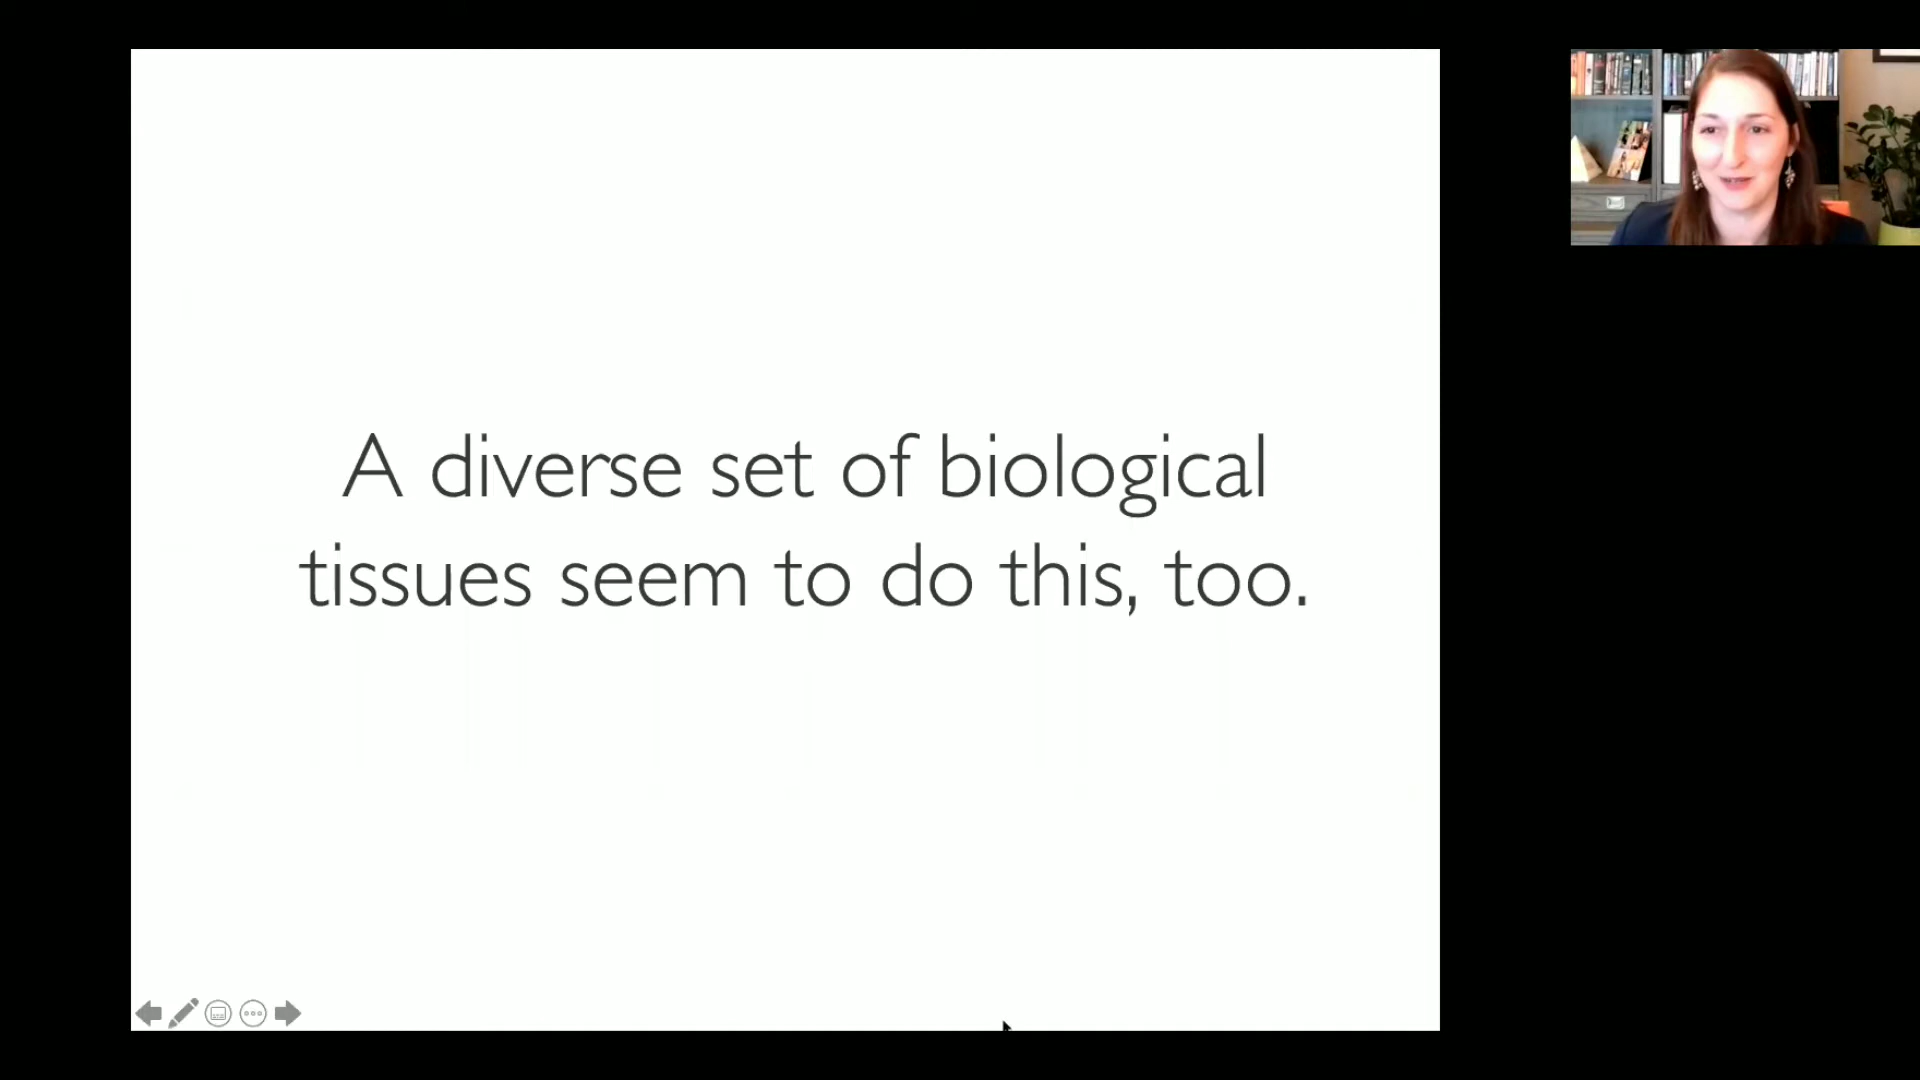 A diverse set of biological
tissues seem to do this, too.